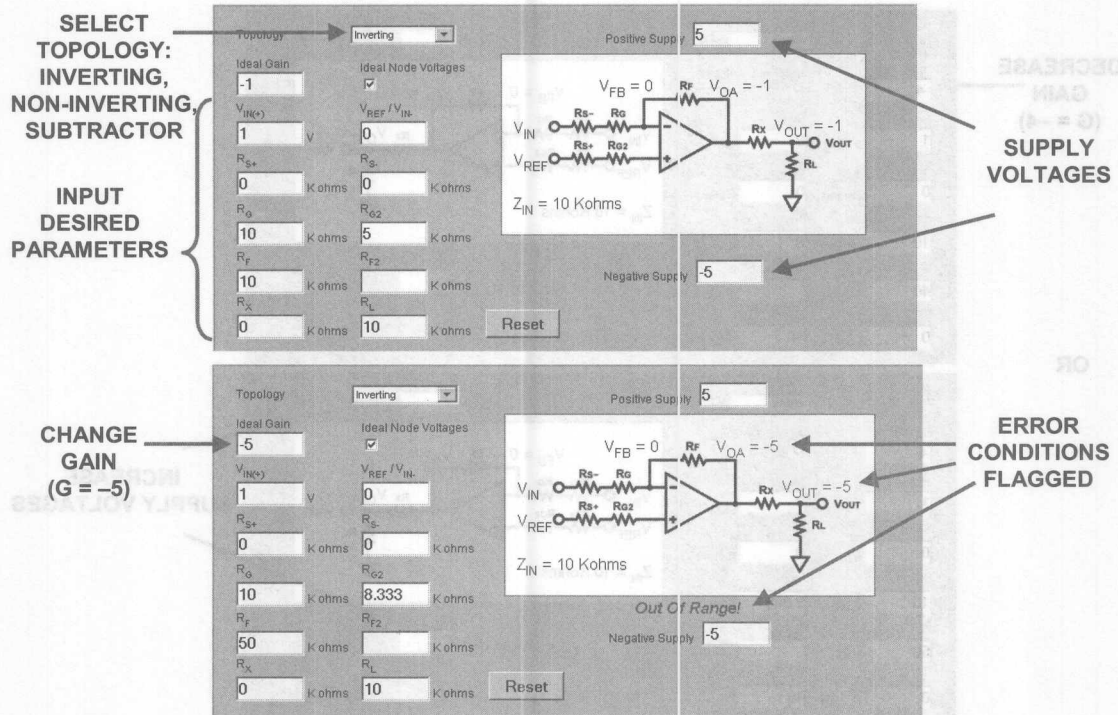 SELECT
TOPOLOGY:
INVERTING,
NON-INVERTING,
SUBTRACTOR
INPUT
DESIRED
PARAMETERS
Topology Inverting
Positive Supply 5
Ideal Gain
-1
Ideal Node Voltages
VIN(+)
1 V
VREF / VIN-
0
RS+
0 K ohms
RS-
0 K ohms
RG
10 K ohms
RG2
5 K ohms
RF
10 K ohms
RF2
K ohms
RX
0 K ohms
RL
10 K ohms
Reset
VFB = 0 RF VOA = -1
VIN RS- RG
VREF RS+ RG2
RX VOUT = -1
VOUT
RL
ZIN = 10 Kohms
Negative Supply -5
SUPPLY
VOLTAGES
CHANGE
GAIN
(G = –5)
Topology Inverting
Positive Supply 5
Ideal Gain
-5
Ideal Node Voltages
VIN(+)
1 V
VREF / VIN-
0
RS+
0 K ohms
RS-
0 K ohms
RG
10 K ohms
RG2
8.333 K ohms
RF
50 K ohms
RF2
K ohms
RX
0 K ohms
RL
10 K ohms
Reset
VFB = 0 RF VOA = -5
VIN RS- RG
VREF RS+ RG2
RX VOUT = -5
VOUT
RL
ZIN = 10 Kohms
Out Of Range!
Negative Supply -5
ERROR
CONDITIONS
FLAGGED
DECREASE
GAIN
(G = –4)
OR
INCREASE
SUPPLY VOLTAGES